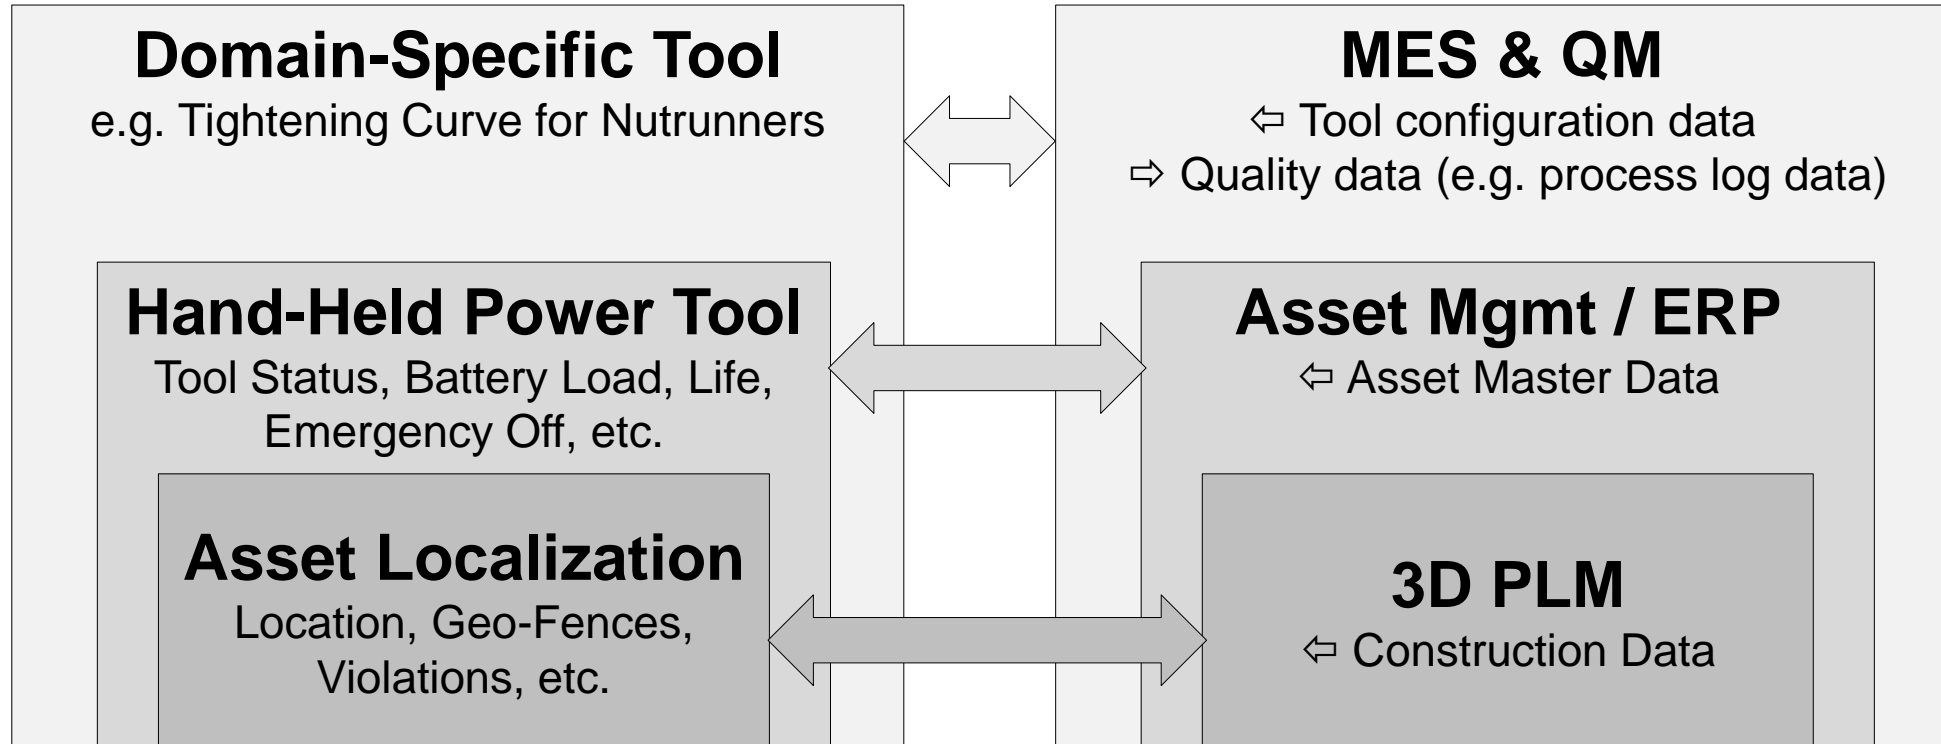 Domain-Specific Tool
e.g. Tightening Curve for Nutrunners
MES & QM
⇦ Tool configuration data
⇨ Quality data (e.g. process log data)
Hand-Held Power Tool
Tool Status, Battery Load, Life,
Emergency Off, etc.
Asset Mgmt / ERP
⇦ Asset Master Data
Asset Localization
Location, Geo-Fences,
Violations, etc.
3D PLM
⇦ Construction Data